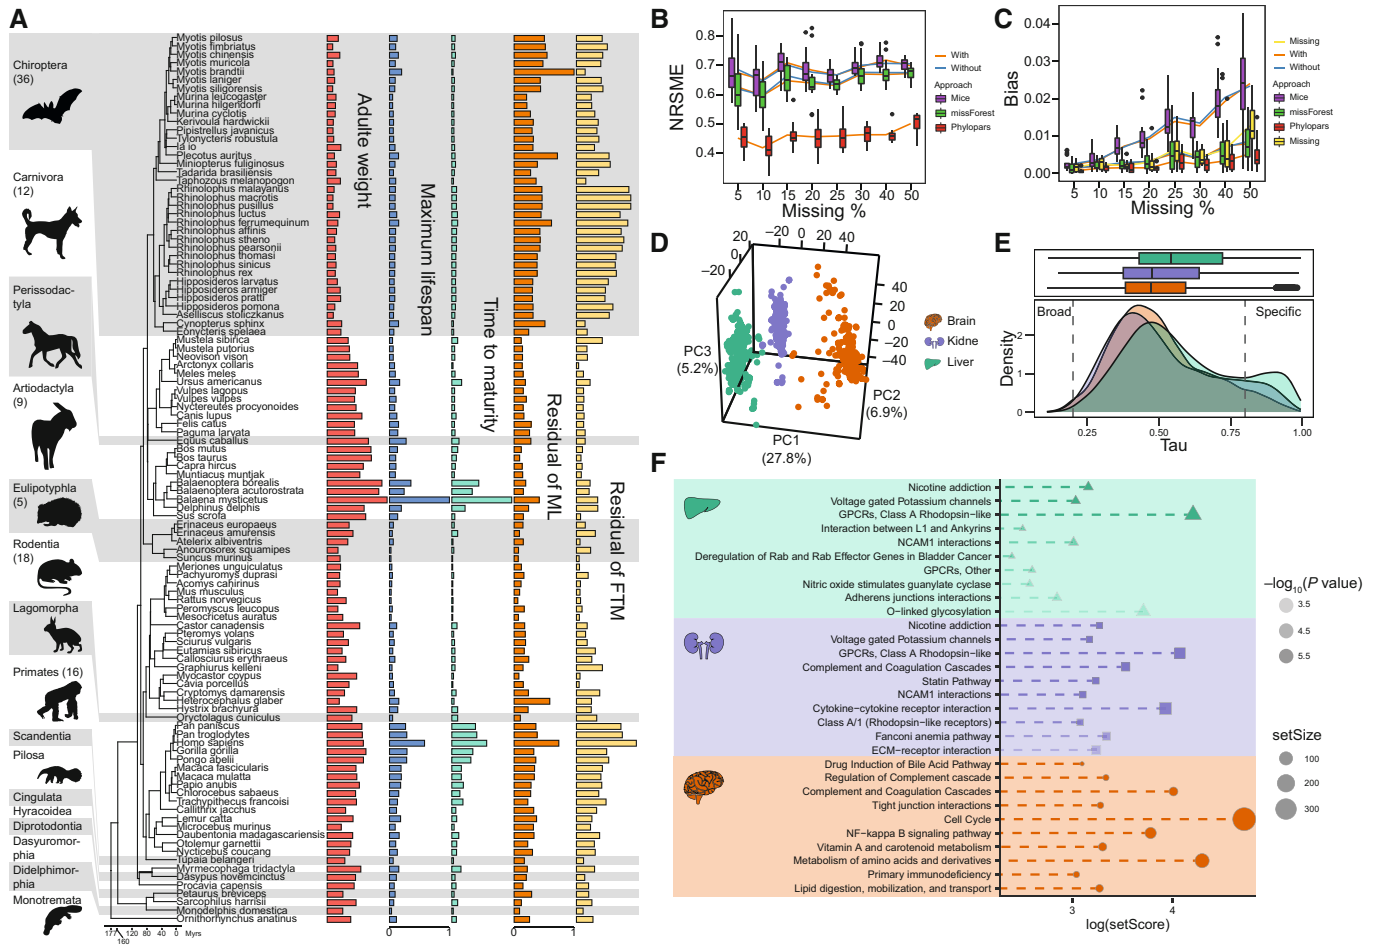 A
Chiroptera
(36)
Carnivora
(12)
Perissodac-
tyla
Artiodactyla
(9)
Eulipotyphla
(5)
Rodentia
(18)
Lagomorpha
Primates (16)
Scandentia
Pilosa
Cingulata
Hyracoidea
Diprotodontia
Dasyuromor-
phia
Didelphimor-
phia
Monotremata
Myotis pilosus
Myotis fimbriatus
Myotis chinensis
Myotis muricola
Myotis brandtii
Myotis laniger
Myotis siligorensis
Murina leucogaster
Murina hilgendorfi
Murina cyclotis
Kerivoula hardwickii
Pipistrellus javanicus
Tylonycteris robustula
Ia io
Plecotus auritus
Miniopterus fuliginosus
Tadarida brasiliensis
Taphozous melanopogon
Rhinolophus malayanus
Rhinolophus macrotis
Rhinolophus pusillus
Rhinolophus luctus
Rhinolophus ferrumequinum
Rhinolophus affinis
Rhinolophus stheno
Rhinolophus pearsonii
Rhinolophus thomasi
Rhinolophus sinicus
Rhinolophus rex
Hipposideros larvatus
Hipposideros armiger
Hipposideros pratti
Hipposideros pomona
Aselliscus stoliczkanus
Cynopterus sphinx
Eonycteris spelaea
Mustela sibirica
Mustela putorius
Neovison vison
Arctonyx collaris
Meles meles
Ursus americanus
Vulpes lagopus
Vulpes vulpes
Nyctereutes procyonoides
Canis lupus
Felis catus
Paguma larvata
Equus caballus
Bos mutus
Bos taurus
Capra hircus
Muntiacus muntjak
Balaenoptera borealis
Balaenoptera acutorostrata
Balaena mysticetus
Delphinus delphis
Sus scrofa
Erinaceus europaeus
Erinaceus amurensis
Atelerix albiventris
Anourosorex squamipes
Suncus murinus
Meriones unguiculatus
Pachyuromys duprasi
Acomys cahirinus
Mus musculus
Rattus norvegicus
Peromyscus leucopus
Mesocricetus auratus
Castor canadensis
Pteromys volans
Sciurus vulgaris
Eutamias sibiricus
Callosciurus erythraeus
Graphiurus kelleni
Myocastor coypus
Cavia porcellus
Cryptomys damarensis
Heterocephalus glaber
Hystrix brachyura
Oryctolagus cuniculus
Pan paniscus
Pan troglodytes
Homo sapiens
Gorilla gorilla
Pongo abelii
Macaca fascicularis
Macaca mulatta
Papio anubis
Chlorocebus sabaeus
Trachypithecus francoisi
Callithrix jacchus
Lemur catta
Microcebus murinus
Daubentonia madagascariensis
Otolemur garnettii
Nycticebus coucang
Tupaia belangeri
Myrmecophaga tridactyla
Dasypus novemcinctus
Procavia capensis
Petaurus breviceps
Sarcophilus harrisii
Monodelphis domestica
Ornithorhynchus anatinus
177 160 120 80 40 0 Myrs
Adulte weight
Maximum lifespan
Time to maturity
Residual of ML
Residual of FTM
0 1
0 1
B
NRSME
0.8
0.7
0.6
0.5
0.4
5 10 15 20 25 30 40 50
Missing %
With
Without
Approach
Mice
missForest
Phylopars
C
Bias
0.04
0.03
0.02
0.01
0.00
5 10 15 20 25 30 40 50
Missing %
Missing
With
Without
Approach
Mice
missForest
Phylopars
Missing
D
20
0
−20
−20 0 20 40
40
20
0
−20
−40
PC3
(5.2%)
PC2
(6.9%)
PC1
(27.8%)
Brain
Kidne
Liver
E
Broad
Specific
Density
2
1
0
0.25 0.50 0.75 1.00
Tau
F
Nicotine addiction
Voltage gated Potassium channels
GPCRs, Class A Rhodopsin−like
Interaction between L1 and Ankyrins
NCAM1 interactions
Deregulation of Rab and Rab Effector Genes in Bladder Cancer
GPCRs, Other
Nitric oxide stimulates guanylate cyclase
Adherens junctions interactions
O−linked glycosylation
Nicotine addiction
Voltage gated Potassium channels
GPCRs, Class A Rhodopsin−like
Complement and Coagulation Cascades
Statin Pathway
NCAM1 interactions
Cytokine−cytokine receptor interaction
Class A/1 (Rhodopsin−like receptors)
Fanconi anemia pathway
ECM−receptor interaction
Drug Induction of Bile Acid Pathway
Regulation of Complement cascade
Complement and Coagulation Cascades
Tight junction interactions
Cell Cycle
NF−kappa B signaling pathway
Vitamin A and carotenoid metabolism
Metabolism of amino acids and derivatives
Primary immunodeficiency
Lipid digestion, mobilization, and transport
3 4
log(setScore)
−log10(P value)
3.5
4.5
5.5
setSize
100
200
300